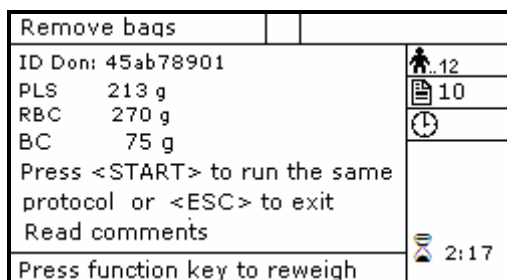 Remove bags
ID Don: 45ab78901
..12
PLS 213 g
10
RBC 270 g
BC 75 g
Press <START> to run the same
protocol or <ESC> to exit
Read comments
2:17
Press function key to reweigh